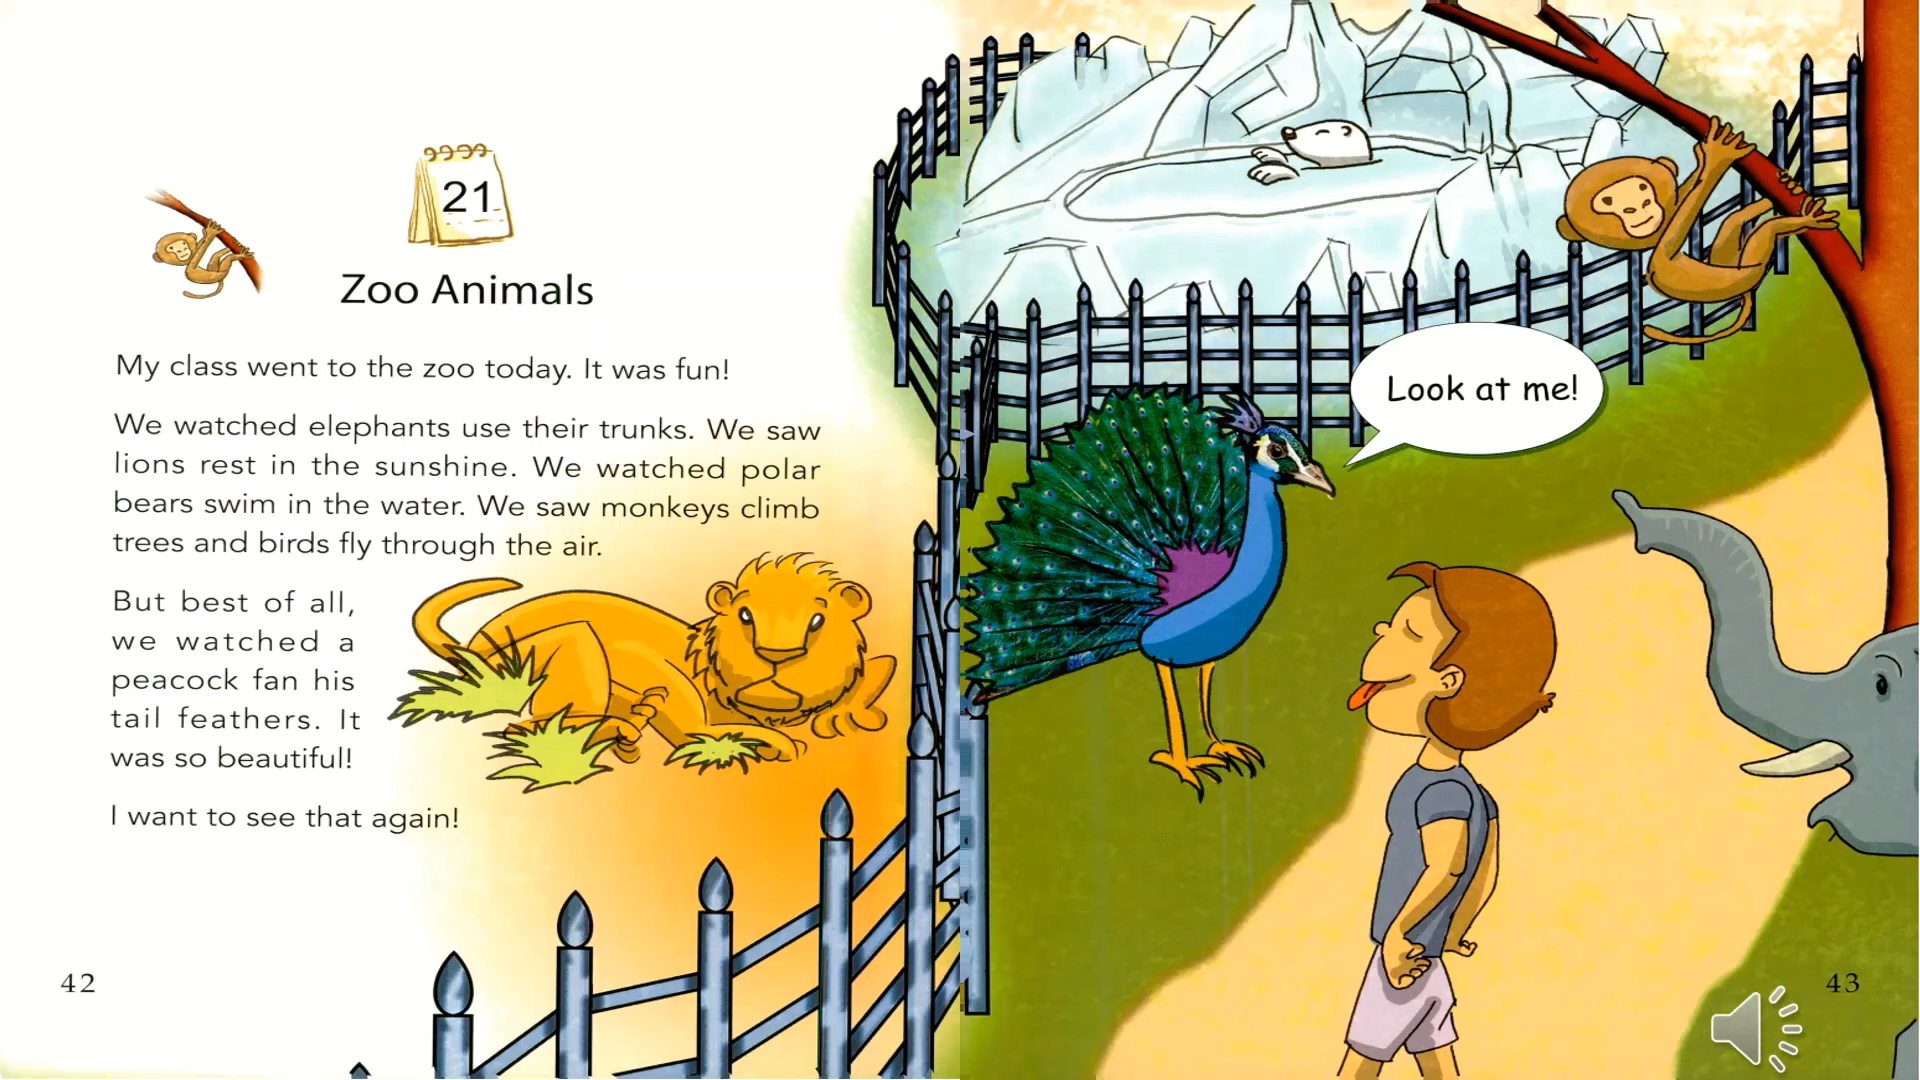 21
Zoo Animals
My class went to the zoo today. It was fun!
We watched elephants use their trunks. We saw
lions rest in the sunshine. We watched polar
bears swim in the water. We saw monkeys climb
trees and birds fly through the air.
But best of all,
we watched a
peacock fan his
tail feathers. It
was so beautiful!
I want to see that again!
42
Look at me!
43